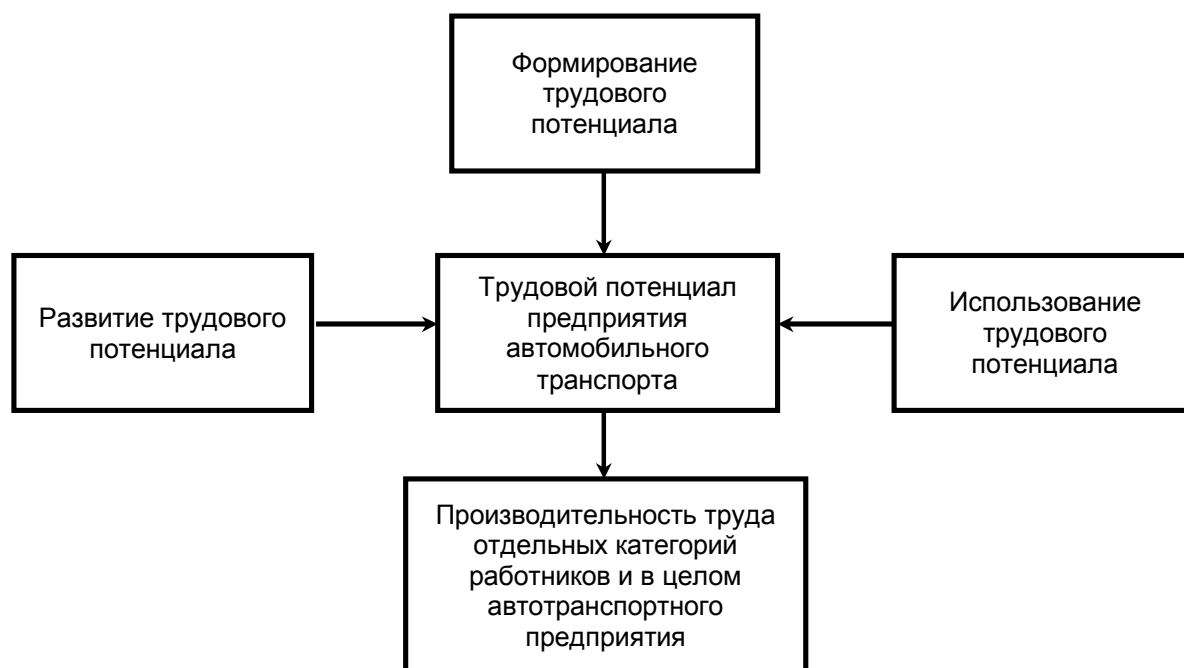 Формирование
трудового
потенциала
Развитие трудового
потенциала
Трудовой потенциал
предприятия
автомобильного
транспорта
Использование
трудового
потенциала
Производительность труда
отдельных категорий
работников и в целом
автотранспортного
предприятия